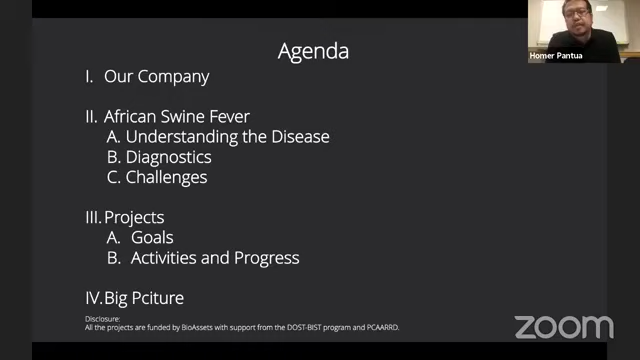 Agenda
I. Our Company
II. African Swine Fever
A. Understanding the Disease
B. Diagnostics
C. Challenges
III. Projects
A. Goals
B. Activities and Progress
IV. Big Pciture
Disclosure:
All the projects are funded by BioAssets with support from the DOST-BIST program and PCAARRD.
Homer Pantua
zoom